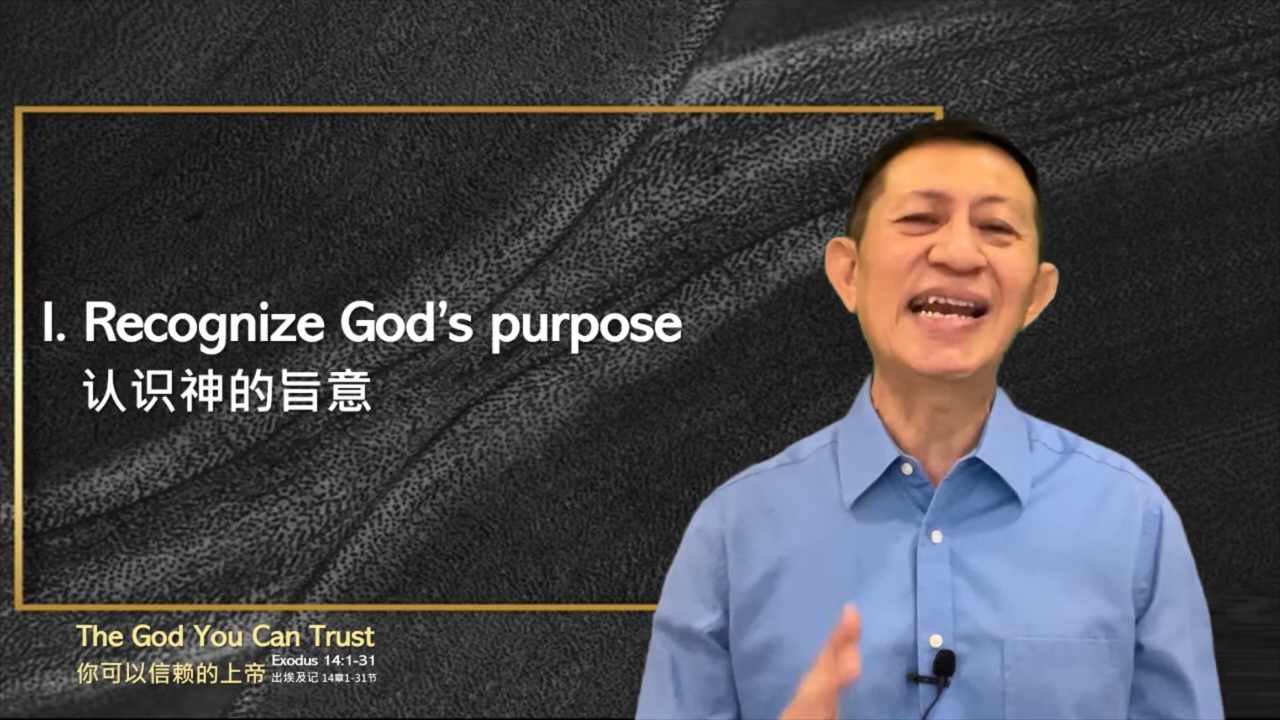 I. Recognize God's purpose
认识神的旨意
The God You Can Trust
你可以信赖的上帝
Exodus 14:1-31
出埃及记 14章1-31节